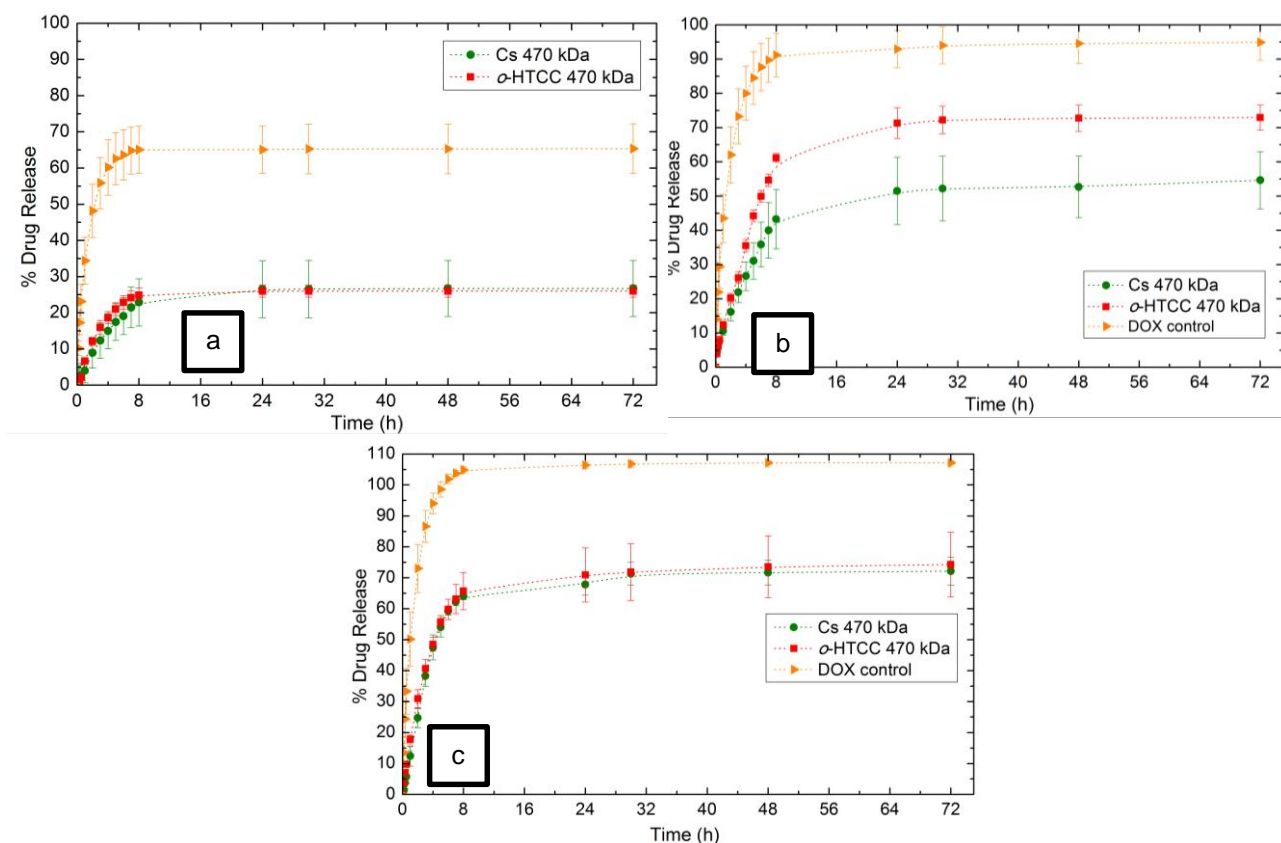 100
90
80
70
60
50
40
30
20
10
0
% Drug Release
Cs 470 kDa
o-HTCC 470 kDa
a
0 8 16 24 32 40 48 56 64 72
Time (h)
100
90
80
70
60
50
40
30
20
10
0
% Drug Release
Cs 470 kDa
o-HTCC 470 kDa
DOX control
b
0 8 16 24 32 40 48 56 64 72
Time (h)
110
100
90
80
70
60
50
40
30
20
10
0
% Drug Release
Cs 470 kDa
o-HTCC 470 kDa
DOX control
c
0 8 16 24 32 40 48 56 64 72
Time (h)